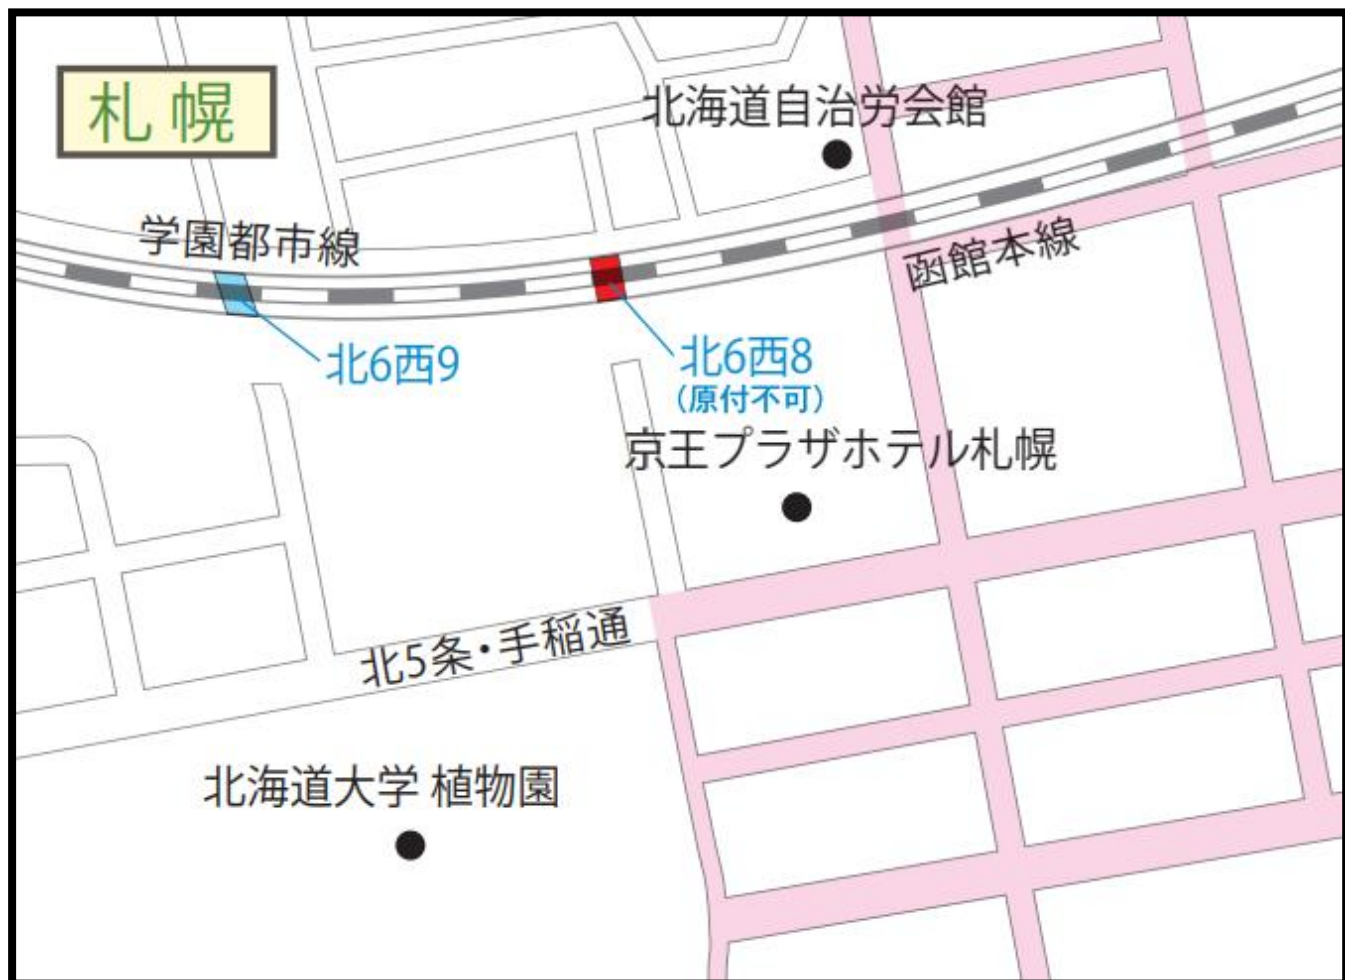 札幌
北海道自治労会館
学園都市線
函館本線
北6西9
北6西8
(原付不可)
京王プラザホテル札幌
北5条・手稲通
北海道大学 植物園